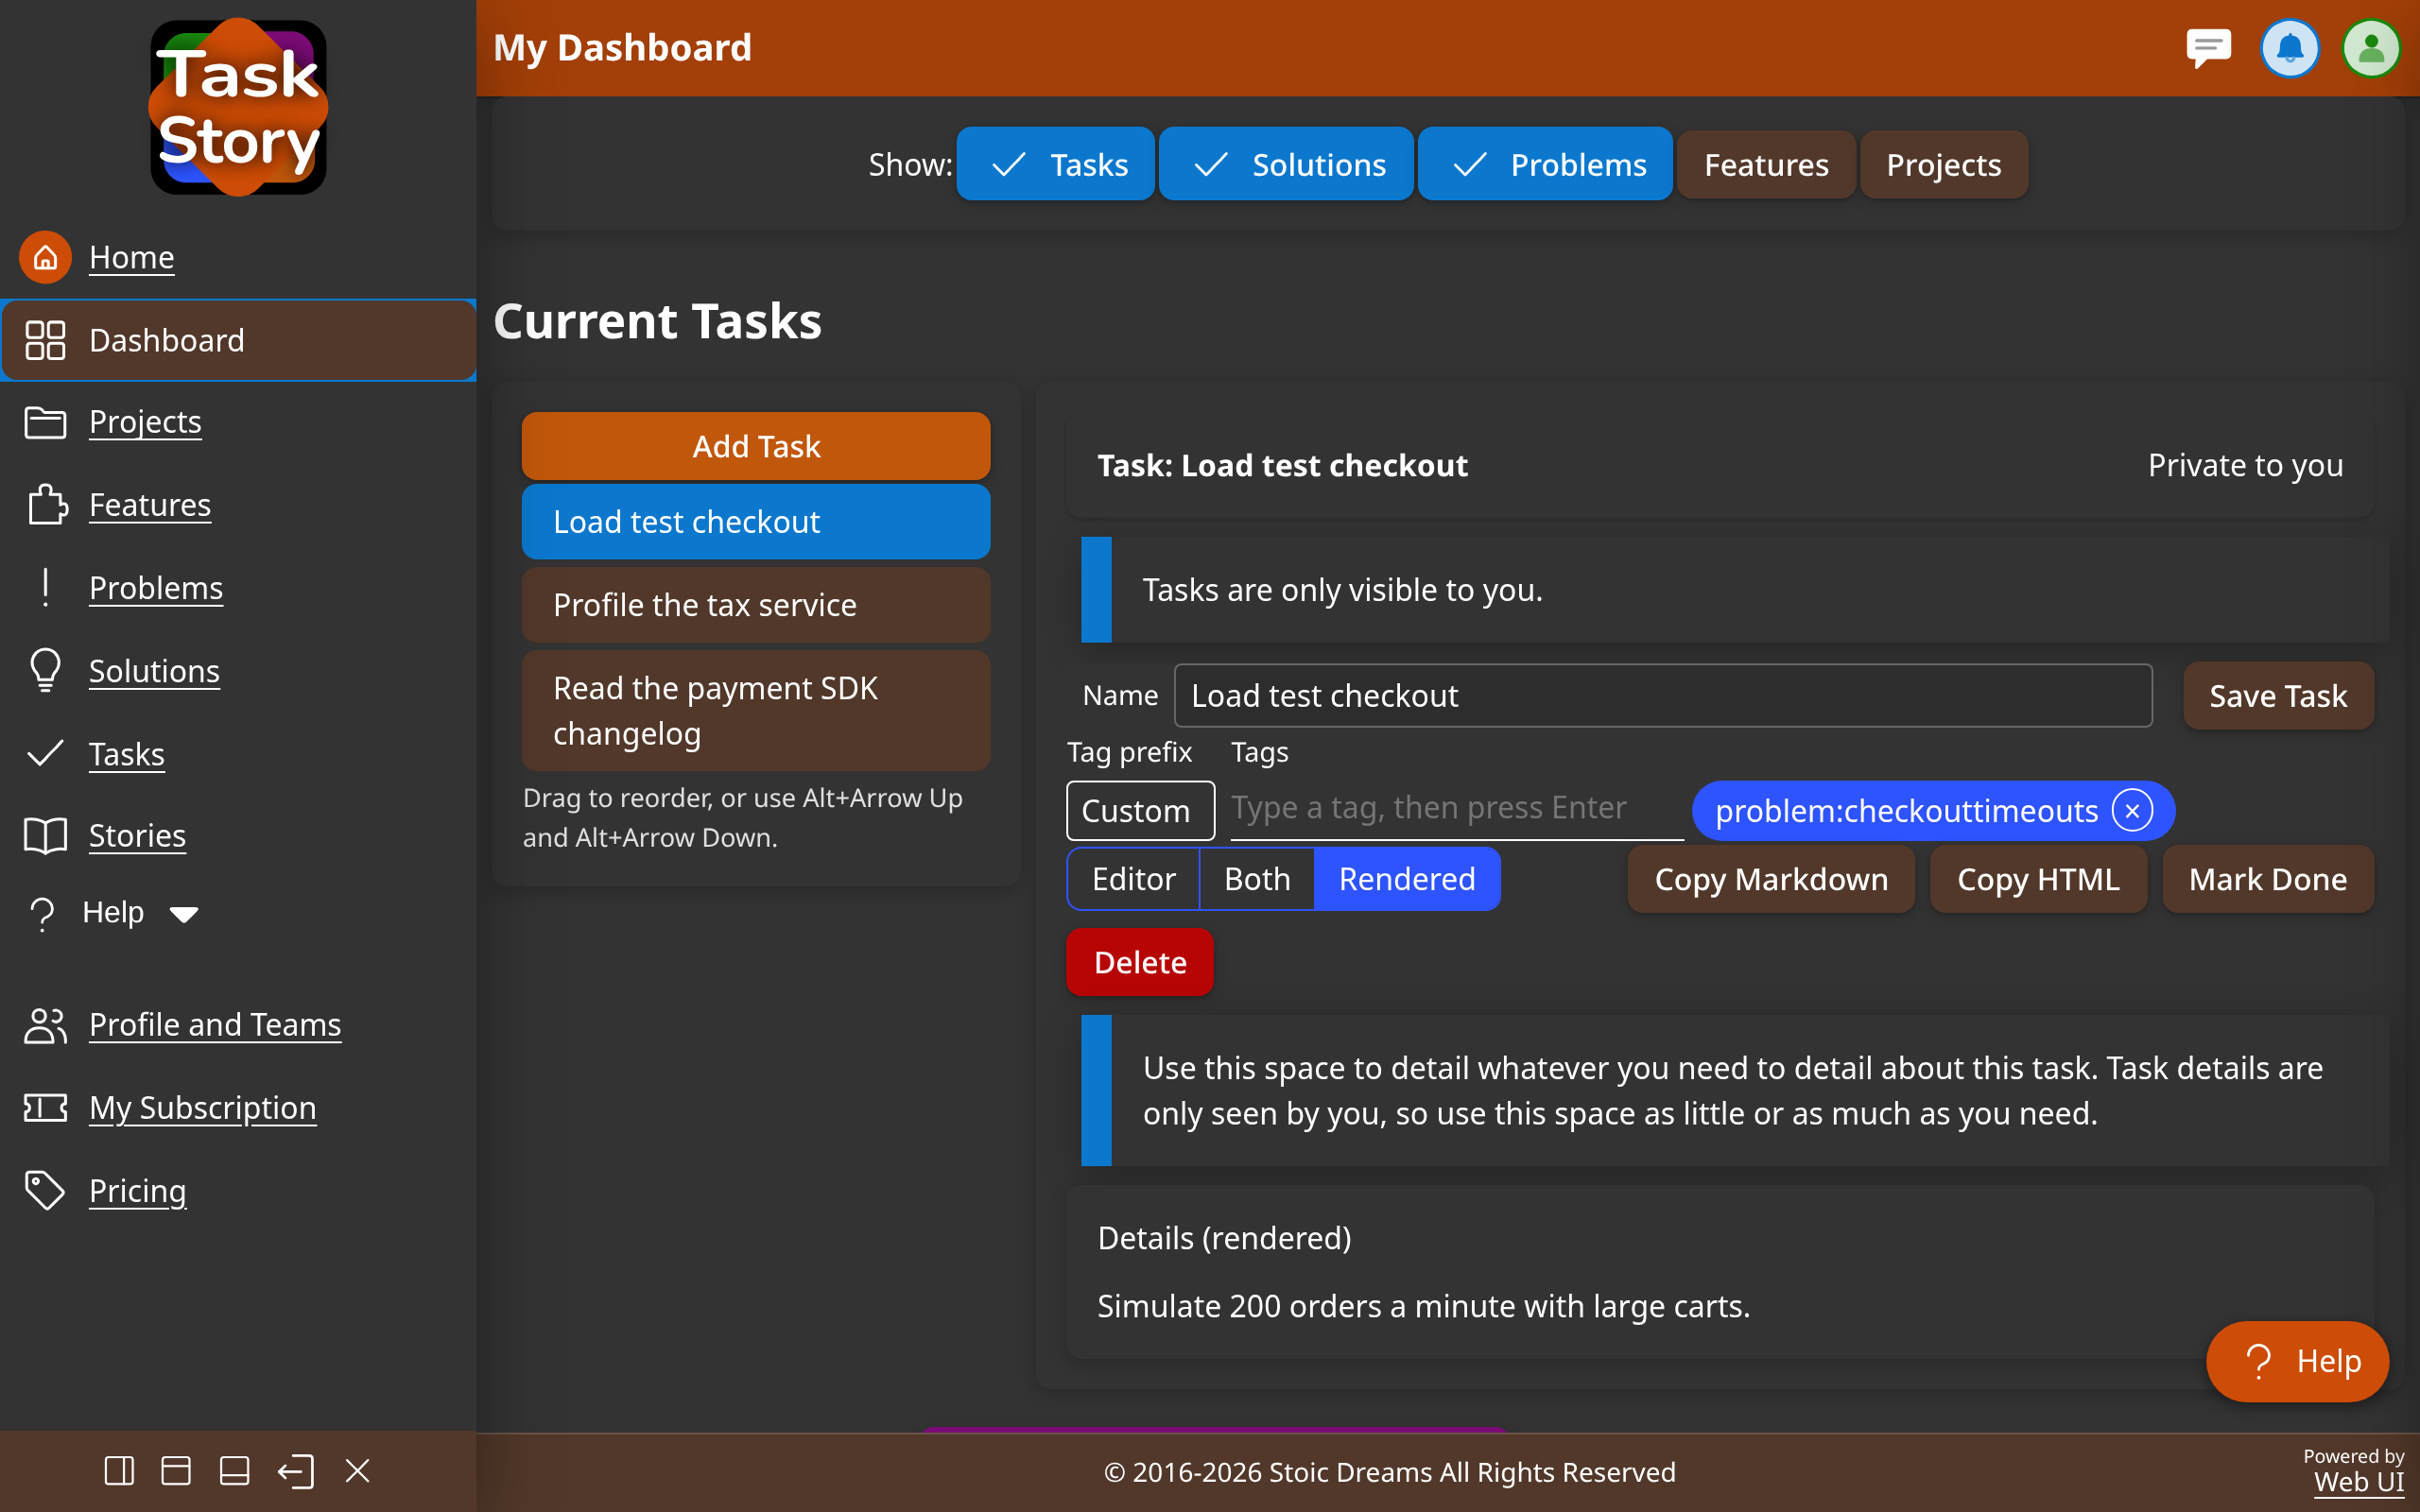 Task
Story
Home
Dashboard
Projects
Features
Problems
Solutions
Tasks
Stories
Help
Profile and Teams
My Subscription
Pricing
My Dashboard
Show:
Tasks
Solutions
Problems
Features
Projects
Current Tasks
Add Task
Load test checkout
Profile the tax service
Read the payment SDK
changelog
Drag to reorder, or use Alt+Arrow Up
and Alt+Arrow Down.
Task: Load test checkout
Private to you
Tasks are only visible to you.
Name
Load test checkout
Save Task
Tag prefix
Tags
Custom
Type a tag, then press Enter
problem:checkouttimeouts
Editor
Both
Rendered
Copy Markdown
Copy HTML
Mark Done
Delete
Use this space to detail whatever you need to detail about this task. Task details are
only seen by you, so use this space as little or as much as you need.
Details (rendered)
Simulate 200 orders a minute with large carts.
Help
© 2016-2026 Stoic Dreams All Rights Reserved
Powered by
Web UI